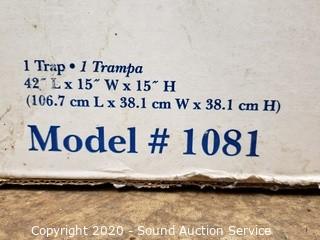 1 Trap • 1 Trampa
42" L x 15" W x 15" H
(106.7 cm L x 38.1 cm W x 38.1 cm H)
Model # 1081
Copyright 2020 - Sound Auction Service